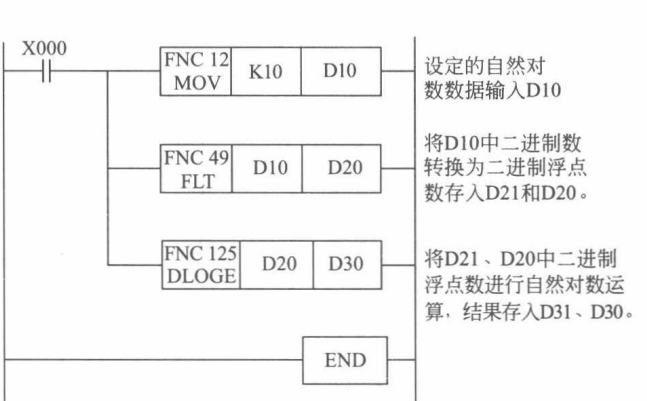 X000
FNC 12
MOV
K10
D10
设定的自然对
数数据输入D10
FNC 49
FLT
D10
D20
将D10中二进制数
转换为二进制浮点
数存入D21和D20。
FNC 125
DLOGE
D20
D30
将D21、D20中二进制
浮点数进行自然对数运
算,结果存入D31、D30。
END